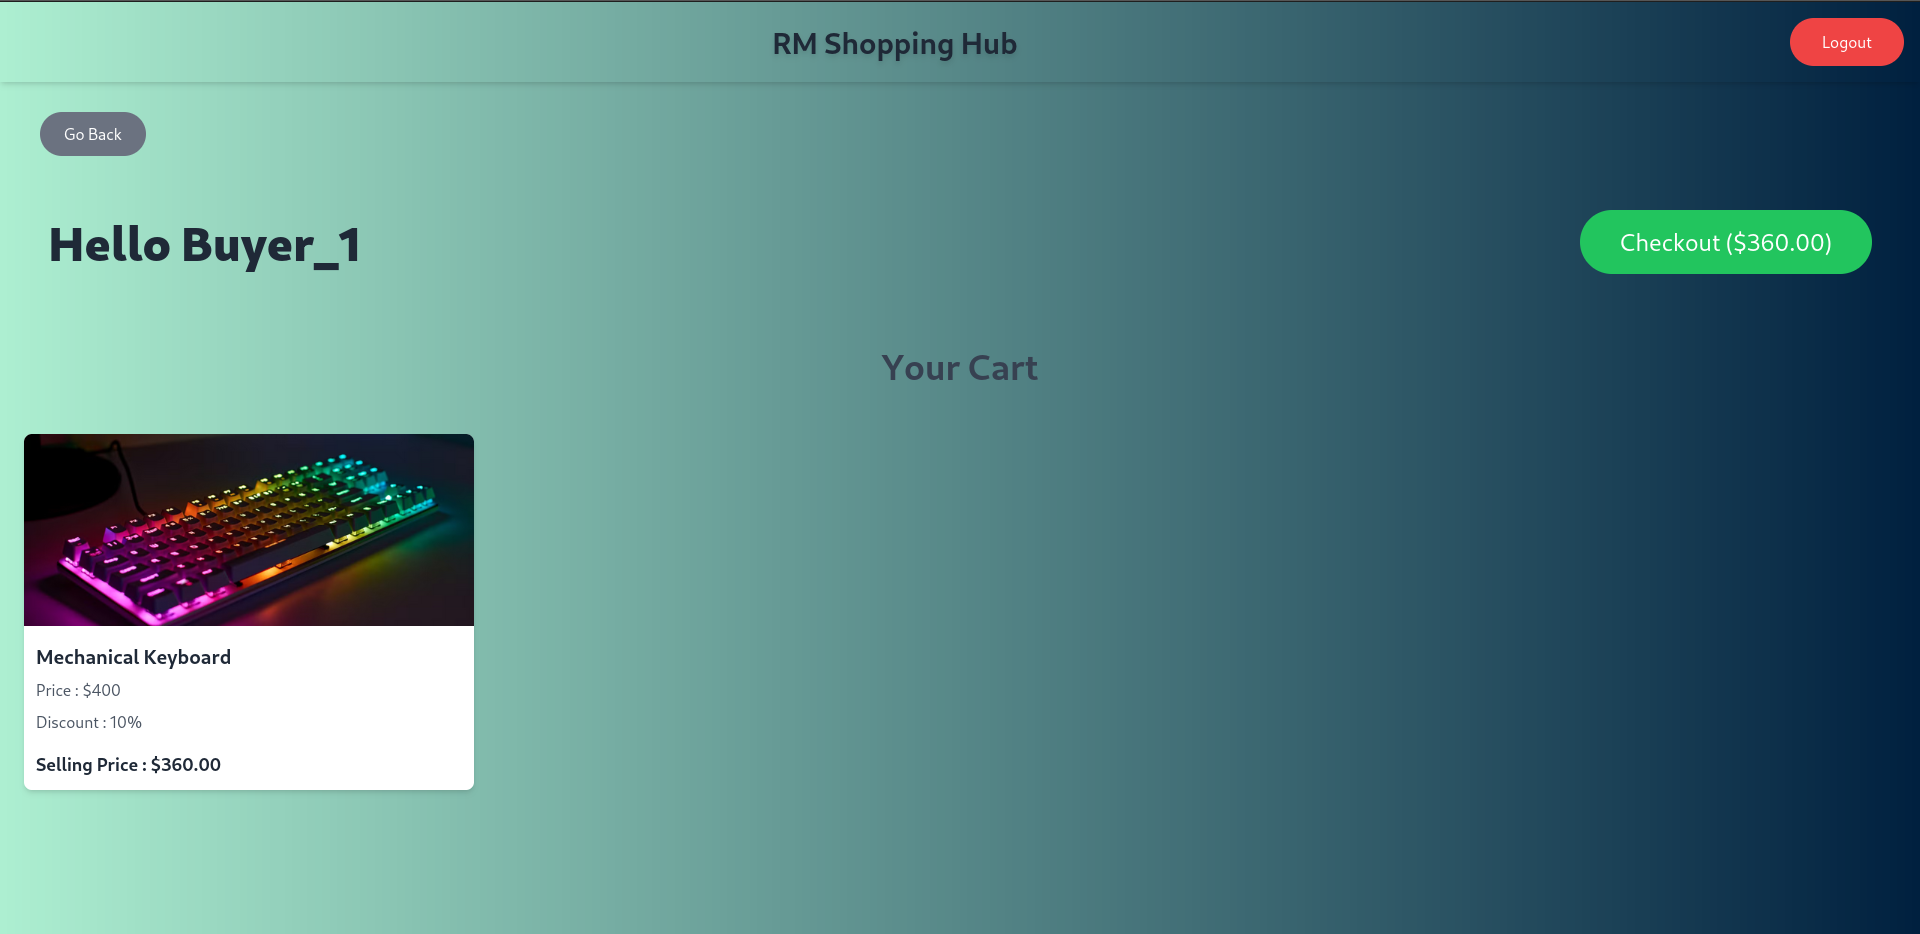 RM Shopping Hub
Logout
Go Back
Hello Buyer_1
Checkout ($360.00)
Your Cart
Mechanical Keyboard
Price : $400
Discount : 10%
Selling Price : $360.00